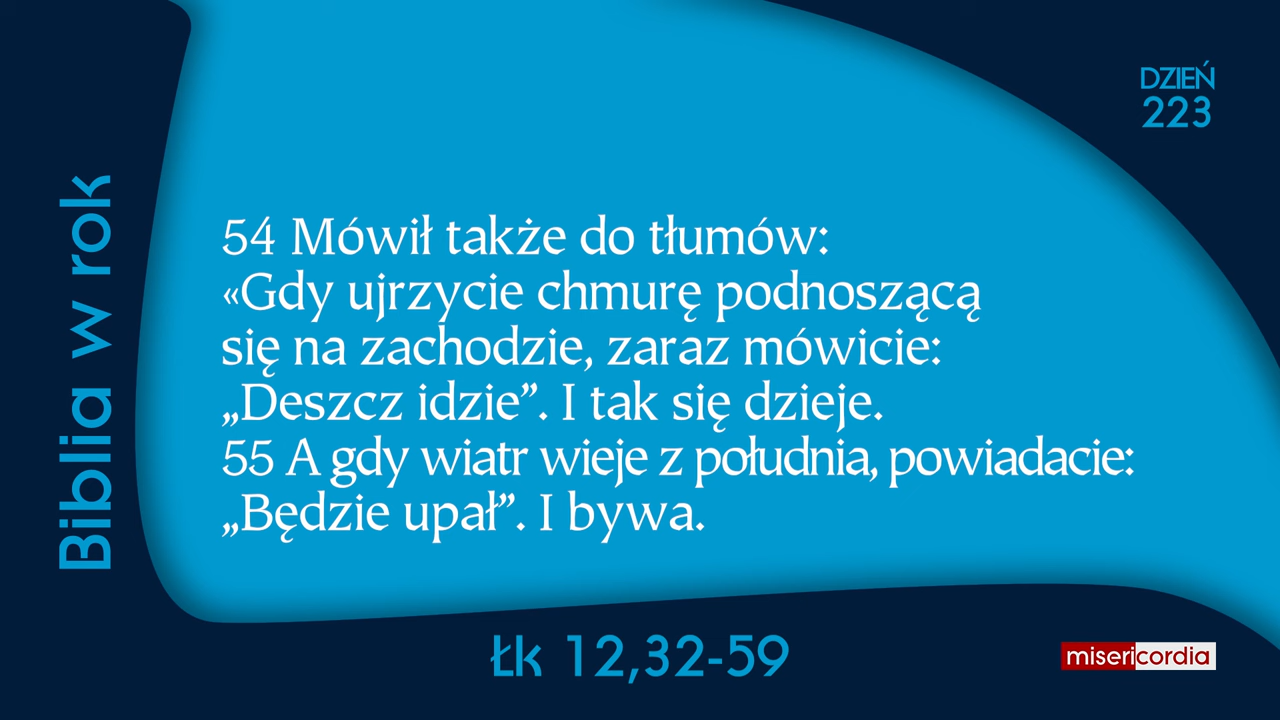 DZIEŃ
223
Biblia w rok
54 Mówił także do tłumów:
«Gdy ujrzycie chmurę podnoszącą
się na zachodzie, zaraz mówicie:
„Deszcz idzie”. I tak się dzieje.
55 A gdy wiatr wieje z południa, powiadacie:
„Będzie upał”. I bywa.
Łk 12,32-59
misericordia